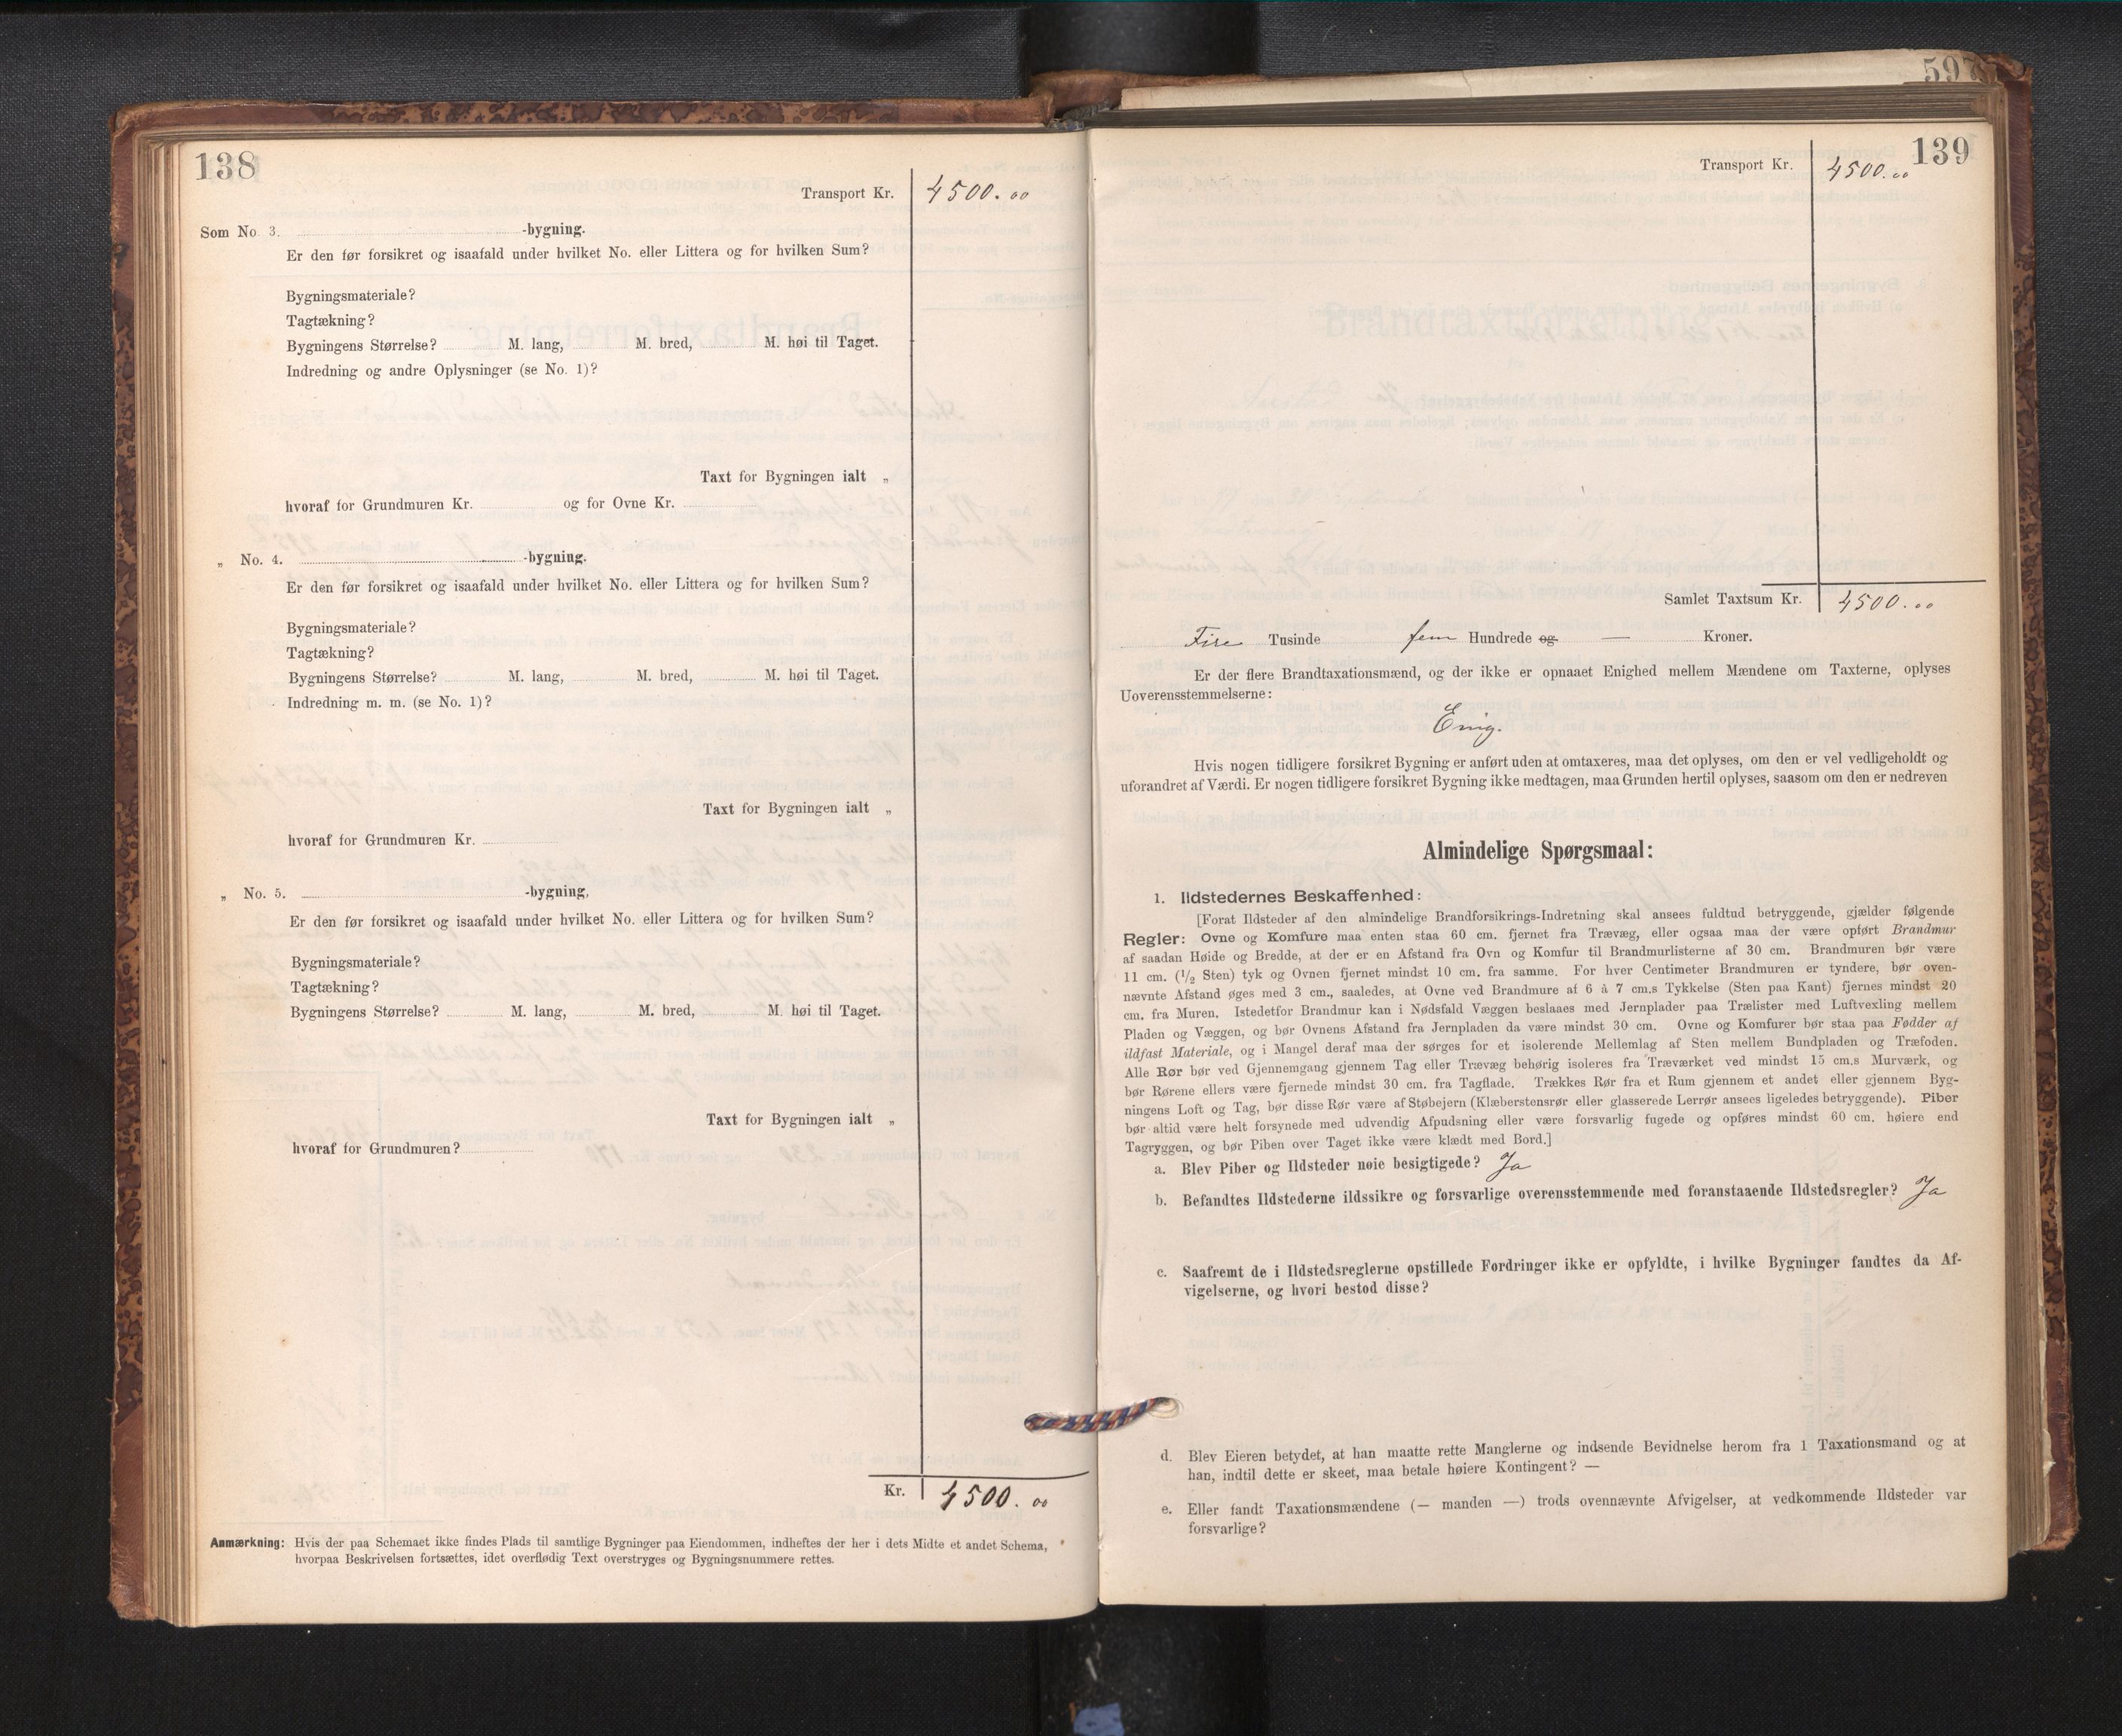 138
Transport Kr. 4500.00
Som No. 3. -bygning.
Er den før forsikret og isaafald under hvilket No. eller Littera og for hvilken Sum?
Bygningsmateriale?
Tagtækning?
Bygningens Størrelse? M. lang, M. bred, M. høi til Taget.
Indredning og andre Oplysninger (se No. 1)?
Taxt for Bygningen ialt „
hvoraf for Grundmuren Kr. og for Ovne Kr.
„ No. 4. -bygning.
Er den før forsikret og isaafald under hvilket No. eller Littera og for hvilken Sum?
Bygningsmateriale?
Tagtækning?
Bygningens Størrelse? M. lang, M. bred, M. høi til Taget.
Indredning m. m. (se No. 1)?
Taxt for Bygningen ialt „
hvoraf for Grundmuren Kr.
„ No. 5. -bygning.
Er den før forsikret og isaafald under hvilket No. eller Littera og for hvilken Sum?
Bygningsmateriale?
Tagtækning?
Bygningens Størrelse? M. lang, M. bred, M. høi til Taget.
Taxt for Bygningen ialt „
hvoraf for Grundmuren?
Kr. 4500.00
Anmærkning: Hvis der paa Schemaet ikke findes Plads til samtlige Bygninger paa Eiendommen, indheftes der her i dets Midte et andet Schema,
hvorpaa Beskrivelsen fortsættes, idet overflødig Text overstryges og Bygningsnummere rettes.
597
139
Transport Kr. 4500.00
Samlet Taxtsum Kr. 4500.00
Fire Tusinde fem Hundrede og — Kroner.
Er der flere Brandtaxationsmænd, og der ikke er opnaaet Enighed mellem Mændene om Taxterne, oplyses
Uoverensstemmelserne:
Enig.
Hvis nogen tidligere forsikret Bygning er anført uden at omtaxeres, maa det oplyses, om den er vel vedligeholdt og
uforandret af Værdi. Er nogen tidligere forsikret Bygning ikke medtagen, maa Grunden hertil oplyses, saasom om den er nedreven
Almindelige Spørgsmaal:
1. Ildstedernes Beskaffenhed:
[Forat Ildsteder af den almindelige Brandforsikrings-Indretning skal ansees fuldtud betryggende, gjælder følgende
Regler: Ovne og Komfure maa enten staa 60 cm. fjernet fra Trævæg, eller ogsaa maa der være opført Brandmur
af saadan Høide og Bredde, at der er en Afstand fra Ovn og Komfur til Brandmurlisterne af 30 cm. Brandmuren bør være
11 cm. (1/2 Sten) tyk og Ovnen fjernet mindst 10 cm. fra samme. For hver Centimeter Brandmuren er tyndere, bør oven-
nævnte Afstand øges med 3 cm., saaledes, at Ovne ved Brandmure af 6 à 7 cm.s Tykkelse (Sten paa Kant) fjernes mindst 20
cm. fra Muren. Istedetfor Brandmur kan i Nødsfald Væggen beslaaes med Jernplader paa Trælister med Luftvexling mellem
Pladen og Væggen, og bør Ovnens Afstand fra Jernpladen da være mindst 30 cm. Ovne og Komfurer bør staa paa Fødder af
ildfast Materiale, og i Mangel deraf maa der sørges for et isolerende Mellemlag af Sten mellem Bundpladen og Træfoden.
Alle Rør bør ved Gjennemgang gjennem Tag eller Trævæg behørig isoleres fra Træværket ved mindst 15 cm.s Murværk, og
bør Rørene ellers være fjernede mindst 30 cm. fra Tagflade. Trækkes Rør fra et Rum gjennem et andet eller gjennem Byg-
ningens Loft og Tag, bør disse Rør være af Støbejern (Klæberstensrør eller glasserede Lerrør ansees ligeledes betryggende). Piber
bør altid være helt forsynede med udvendig Afpudsning eller være forsvarlig fugede og opføres mindst 60 cm. høiere end
Tagryggen, og bør Piben over Taget ikke være klædt med Bord.]
a. Blev Piber og Ildsteder nøie besigtigede? Ja
b. Befandtes Ildstederne ildssikre og forsvarlige overensstemmende med foranstaaende Ildstedsregler? Ja
c. Saafremt de i Ildstedsreglerne opstillede Fordringer ikke er opfyldte, i hvilke Bygninger fandtes da Af-
vigelserne, og hvori bestod disse?
d. Blev Eieren betydet, at han maatte rette Manglerne og indsende Bevidnelse herom fra 1 Taxationsmand og at
han, indtil dette er skeet, maa betale høiere Kontingent? —
e. Eller fandt Taxationsmændene (— manden —) trods ovennævnte Afvigelser, at vedkommende Ildsteder var
forsvarlige?